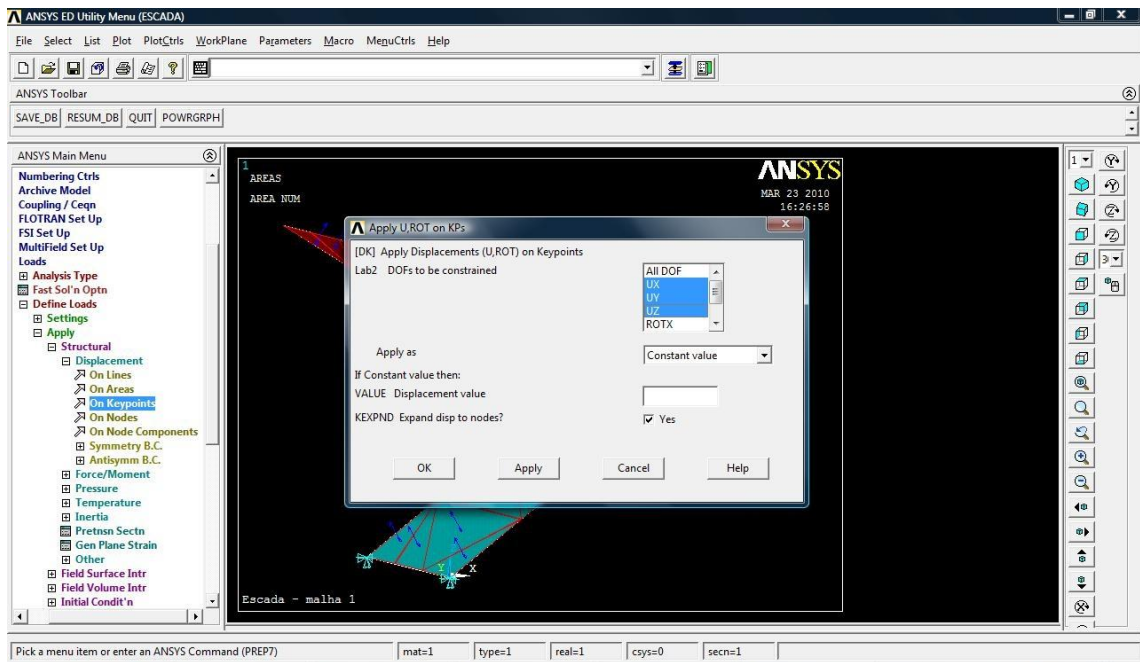 ANSYS ED Utility Menu (ESCADA)
File Select List Plot PlotCtrls WorkPlane Parameters Macro MenuCtrls Help
ANSYS Toolbar
SAVE_DB RESUM_DB QUIT POWRGRPH
ANSYS Main Menu
Numbering Ctrls
Archive Model
Coupling / Ceqn
FLOTRAN Set Up
FSI Set Up
MultiField Set Up
Loads
Analysis Type
Fast Sol'n Optn
Define Loads
Settings
Apply
Structural
Displacement
On Lines
On Areas
On Keypoints
On Nodes
On Node Components
Symmetry B.C.
Antisymm B.C.
Force/Moment
Pressure
Temperature
Inertia
Pretnsn Sectn
Gen Plane Strain
Other
Field Surface Intr
Field Volume Intr
Initial Condit'n
1
AREAS
AREA NUM
ANSYS
MAR 23 2010
16:26:58
Apply U,ROT on KPs
[DK] Apply Displacements (U,ROT) on Keypoints
Lab2 DOFs to be constrained
All DOF
UX
UY
UZ
ROTX
Apply as Constant value
If Constant value then:
VALUE Displacement value
KEXPND Expand disp to nodes? Yes
OK Apply Cancel Help
Y X
Escada - malha 1
1
3
Pick a menu item or enter an ANSYS Command (PREP7) mat=1 type=1 real=1 csys=0 secn=1